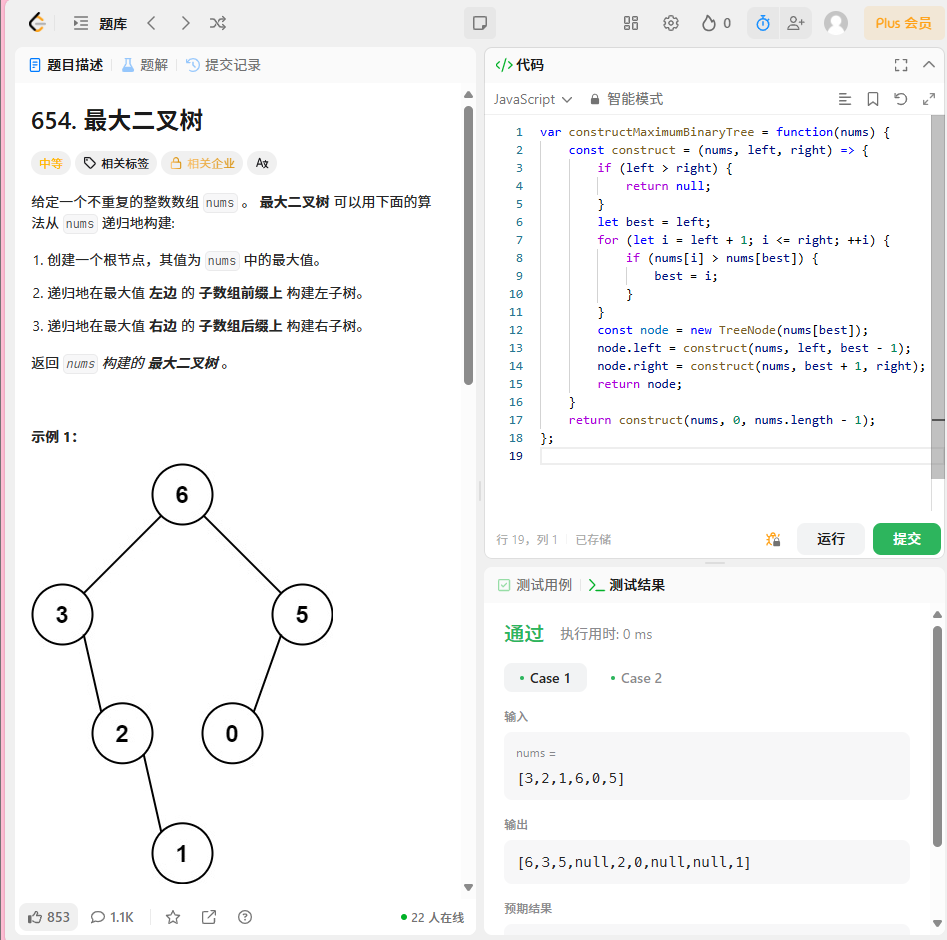 题库
0
Plus 会员
题目描述
题解
提交记录
654. 最大二叉树
中等
相关标签
相关企业
给定一个不重复的整数数组 nums 。 最大二叉树 可以用下面的算
法从 nums 递归地构建:
1. 创建一个根节点，其值为 nums 中的最大值。
2. 递归地在最大值 左边 的 子数组前缀上 构建左子树。
3. 递归地在最大值 右边 的 子数组后缀上 构建右子树。
返回 nums 构建的 最大二叉树 。
示例 1：
6
3
5
2
0
1
853
1.1K
22 人在线
</> 代码
JavaScript
智能模式
1 var constructMaximumBinaryTree = function(nums) {
2 const construct = (nums, left, right) => {
3 if (left > right) {
4 return null;
5 }
6 let best = left;
7 for (let i = left + 1; i <= right; ++i) {
8 if (nums[i] > nums[best]) {
9 best = i;
10 }
11 }
12 const node = new TreeNode(nums[best]);
13 node.left = construct(nums, left, best - 1);
14 node.right = construct(nums, best + 1, right);
15 return node;
16 }
17 return construct(nums, 0, nums.length - 1);
18 };
19
行 19，列 1
已存储
运行
提交
测试用例
测试结果
通过
执行用时: 0 ms
Case 1
Case 2
输入
nums =
[3,2,1,6,0,5]
输出
[6,3,5,null,2,0,null,null,1]
预期结果